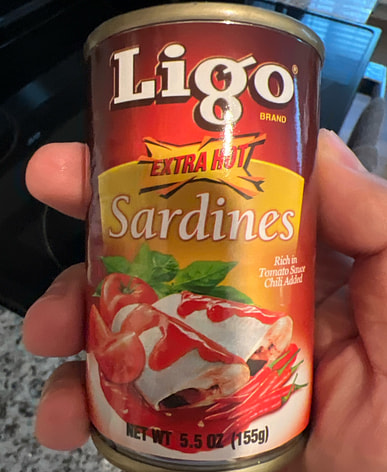 Ligo®
BRAND
EXTRA HOT
Sardines
Rich in
Tomato Sauce
Chili Added
NET WT 5.5 OZ (155g)